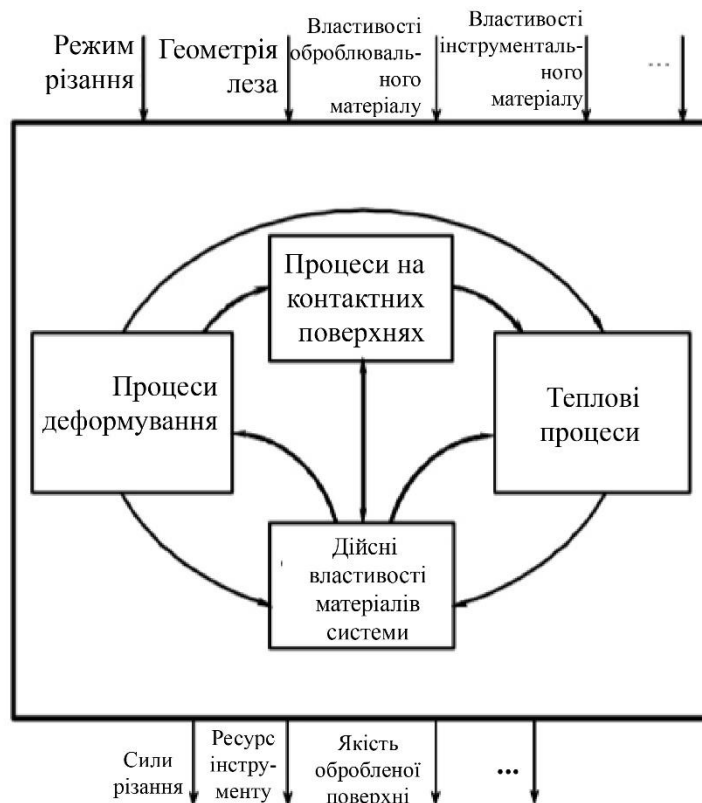 Режим
різання
Геометрія
леза
Властивості
оброблюваль-
ного
матеріалу
Властивості
інструменталь-
ного
матеріалу
...
Процеси на
контактних
поверхнях
Процеси
деформування
Теплові
процеси
Дійсні
властивості
матеріалів
системи
Сили
різання
Ресурс
інстру-
менту
Якість
обробленої
поверхні
...